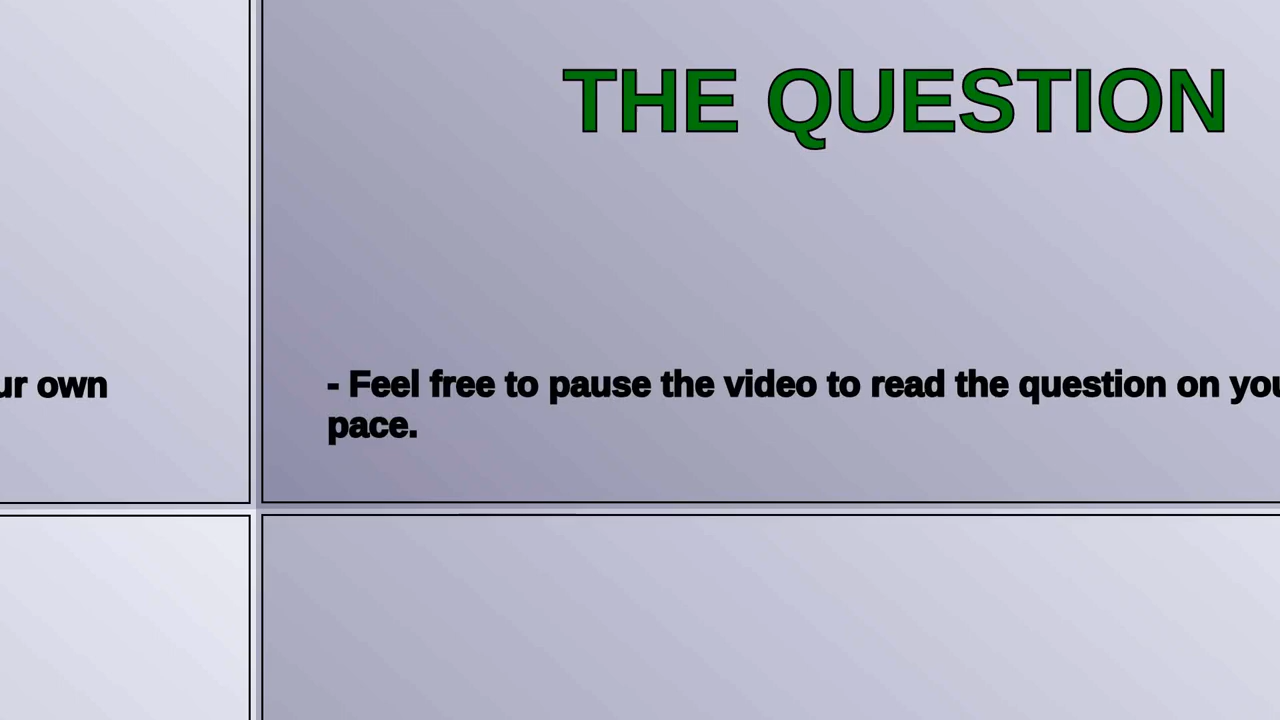 THE QUESTION
ur own
- Feel free to pause the video to read the question on you
pace.